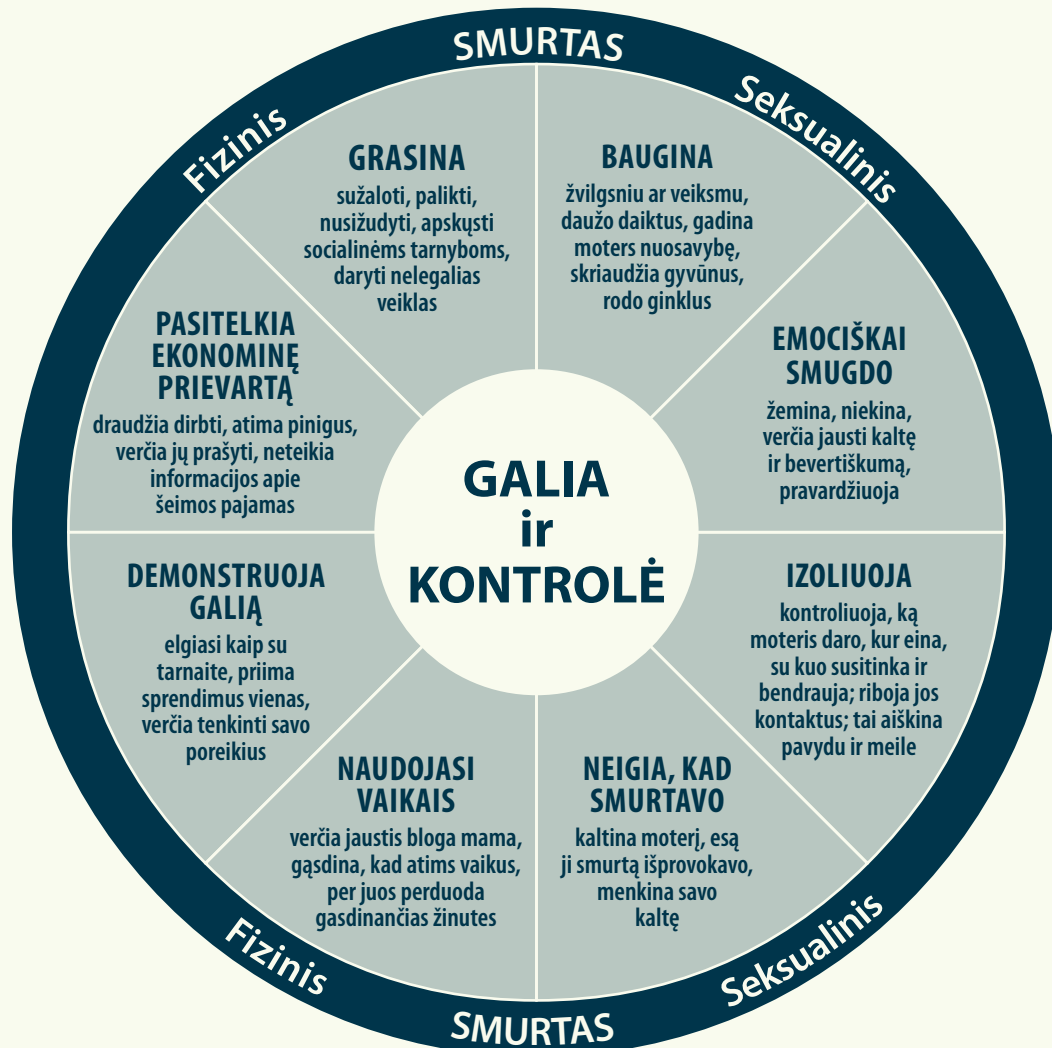 SMURTAS
Fizinis
Seksualinis
GRASINA
sužaloti, palikti,
nusižudyti, apskųsti
socialinėms tarnyboms,
daryti nelegalias
veiklas
BAUGINA
žvilgsniu ar veiksmu,
daužo daiktus, gadina
moters nuosavybę,
skriaudžia gyvūnus,
rodo ginklus
PASITELKIA
EKONOMINĘ
PRIEVARTĄ
draudžia dirbti, atima pinigus,
verčia jų prašyti, neteikia
informacijos apie
šeimos pajamas
EMOCIŠKAI
SMUGDO
žemina, niekina,
verčia jausti kaltę
ir bevertiškumą,
pravardžiuoja
GALIA
ir
KONTROLĖ
DEMONSTRUOJA
GALIĄ
elgiasi kaip su
tarnaite, priima
sprendimus vienas,
verčia tenkinti savo
poreikius
IZOLIUOJA
kontroliuoja, ką
moteris daro, kur eina,
su kuo susitinka ir
bendrauja; riboja jos
kontaktus; tai aiškina
pavydu ir meile
NAUDOJASI
VAIKAIS
verčia jaustis bloga mama,
gąsdina, kad atims vaikus,
per juos perduoda
gasdinančias žinutes
NEIGIA, KAD
SMURTAVO
kaltina moterį, esą
ji smurtą išprovokavo,
menkina savo
kaltę
Fizinis
Seksualinis
SMURTAS